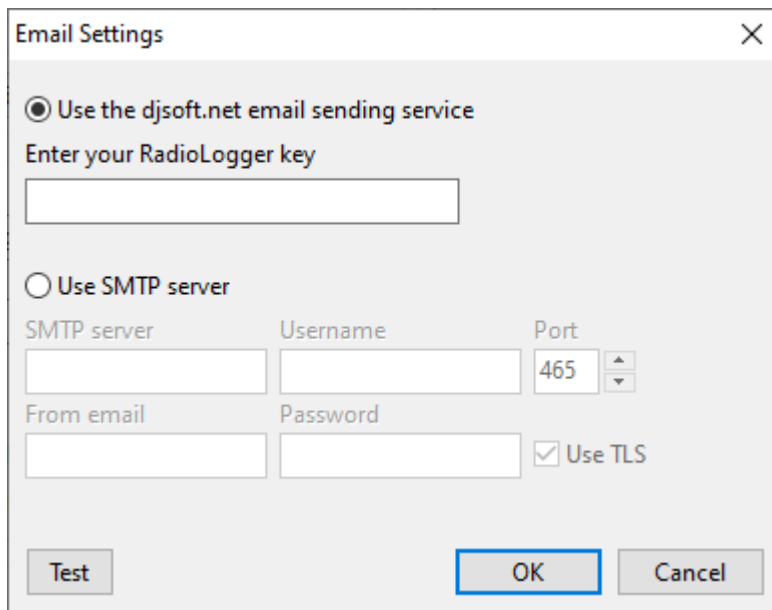 Email Settings
Use the djsoft.net email sending service
Enter your RadioLogger key
Use SMTP server
SMTP server Username Port
465
From email Password
Use TLS
Test OK Cancel